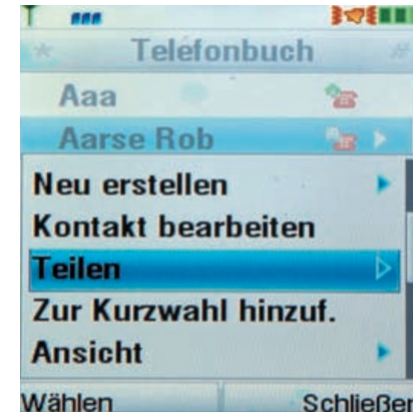 * Telefonbuch #
Aaa
Aarse Rob
Neu erstellen
Kontakt bearbeiten
Teilen
Zur Kurzwahl hinzuf.
Ansicht
Wählen Schließen